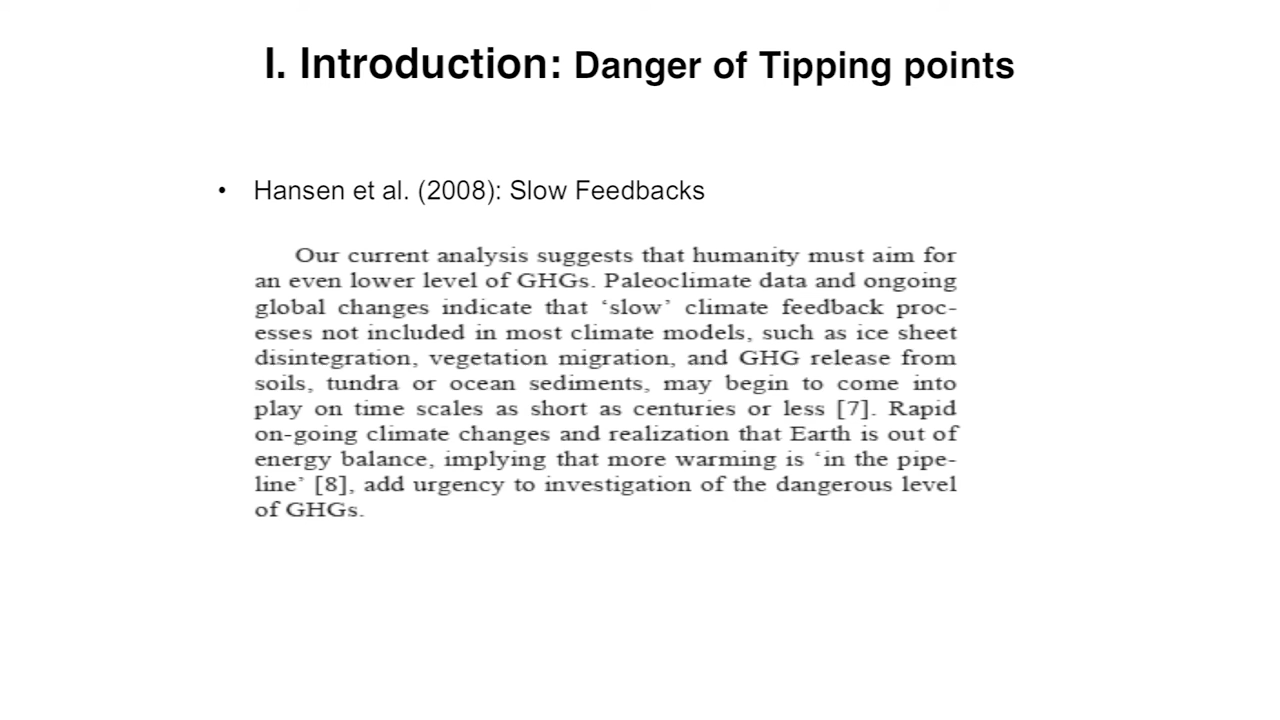 I. Introduction: Danger of Tipping points
• Hansen et al. (2008): Slow Feedbacks
Our current analysis suggests that humanity must aim for
an even lower level of GHGs. Paleoclimate data and ongoing
global changes indicate that ‘slow’ climate feedback proc-
esses not included in most climate models, such as ice sheet
disintegration, vegetation migration, and GHG release from
soils, tundra or ocean sediments, may begin to come into
play on time scales as short as centuries or less [7]. Rapid
on-going climate changes and realization that Earth is out of
energy balance, implying that more warming is ‘in the pipe-
line’ [8], add urgency to investigation of the dangerous level
of GHGs.